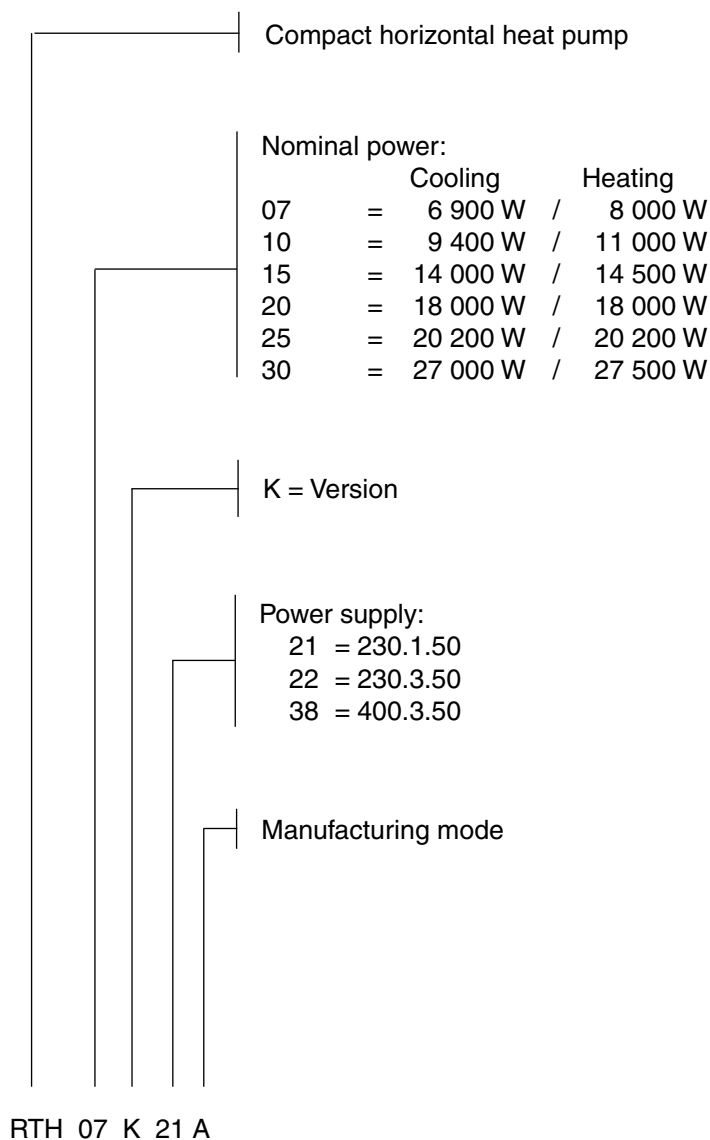 Compact horizontal heat pump
Nominal power:
Cooling Heating
07 = 6 900 W / 8 000 W
10 = 9 400 W / 11 000 W
15 = 14 000 W / 14 500 W
20 = 18 000 W / 18 000 W
25 = 20 200 W / 20 200 W
30 = 27 000 W / 27 500 W
K = Version
Power supply:
21 = 230.1.50
22 = 230.3.50
38 = 400.3.50
Manufacturing mode
RTH 07 K 21 A